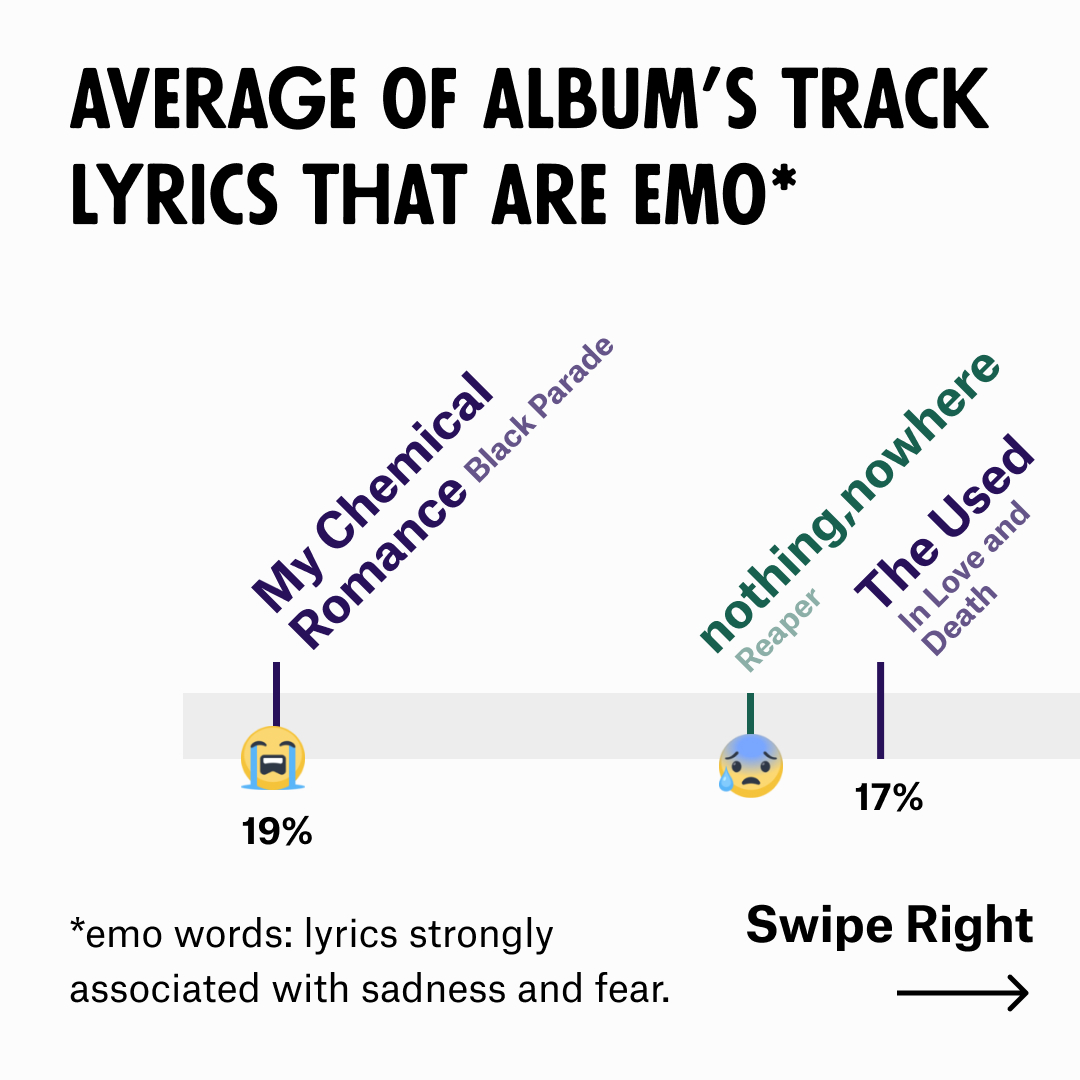 AVERAGE OF ALBUM’S TRACK
LYRICS THAT ARE EMO*
My Chemical
Romance Black Parade
nothing,nowhere
Reaper
The Used
In Love and
Death
19%
17%
*emo words: lyrics strongly
associated with sadness and fear.
Swipe Right